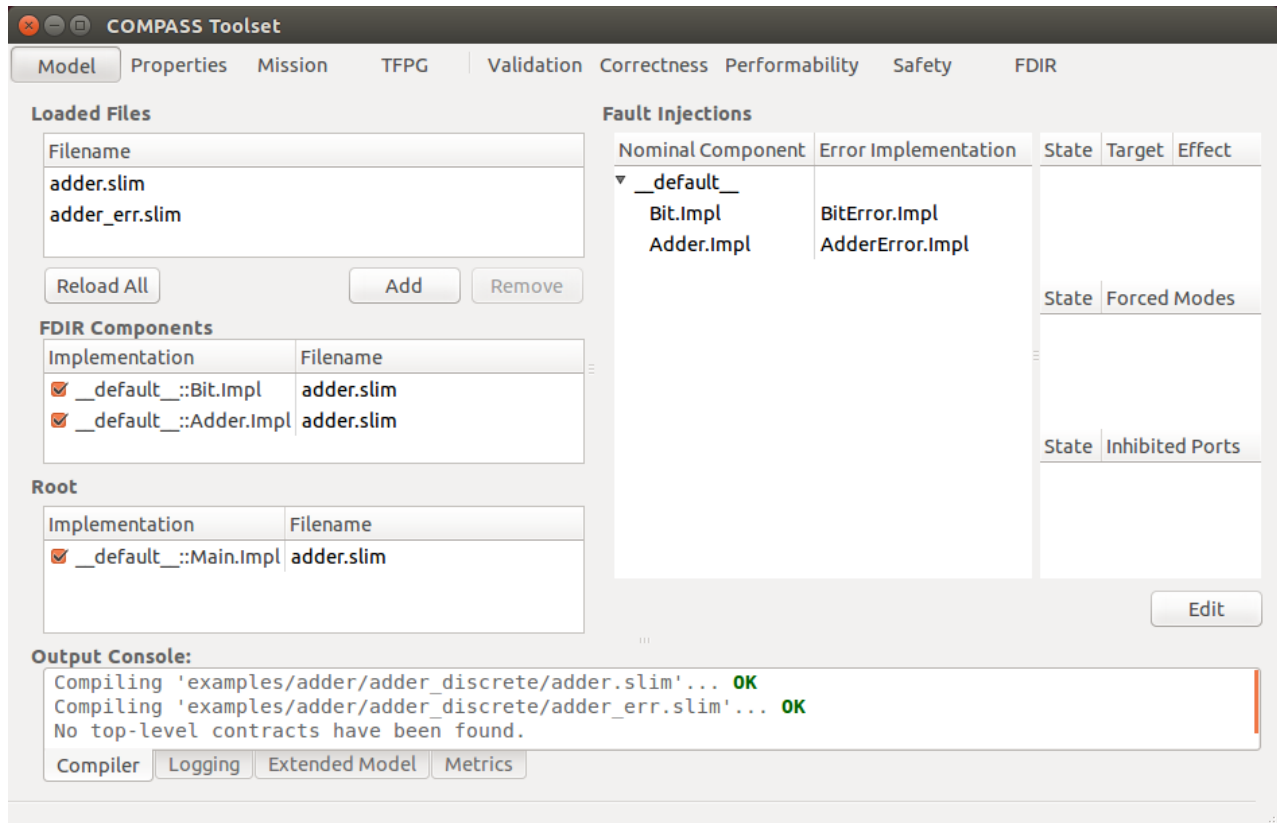 COMPASS Toolset
Model Properties Mission TFPG Validation Correctness Performability Safety FDIR
Loaded Files
Filename
adder.slim
adder_err.slim
Reload All Add Remove
FDIR Components
Implementation Filename
__default__::Bit.Impl adder.slim
__default__::Adder.Impl adder.slim
Root
Implementation Filename
__default__::Main.Impl adder.slim
Fault Injections
Nominal Component Error Implementation
__default__
Bit.Impl BitError.Impl
Adder.Impl AdderError.Impl
State Target Effect
State Forced Modes
State Inhibited Ports
Edit
Output Console:
Compiling 'examples/adder/adder_discrete/adder.slim'... OK
Compiling 'examples/adder/adder_discrete/adder_err.slim'... OK
No top-level contracts have been found.
Compiler Logging Extended Model Metrics